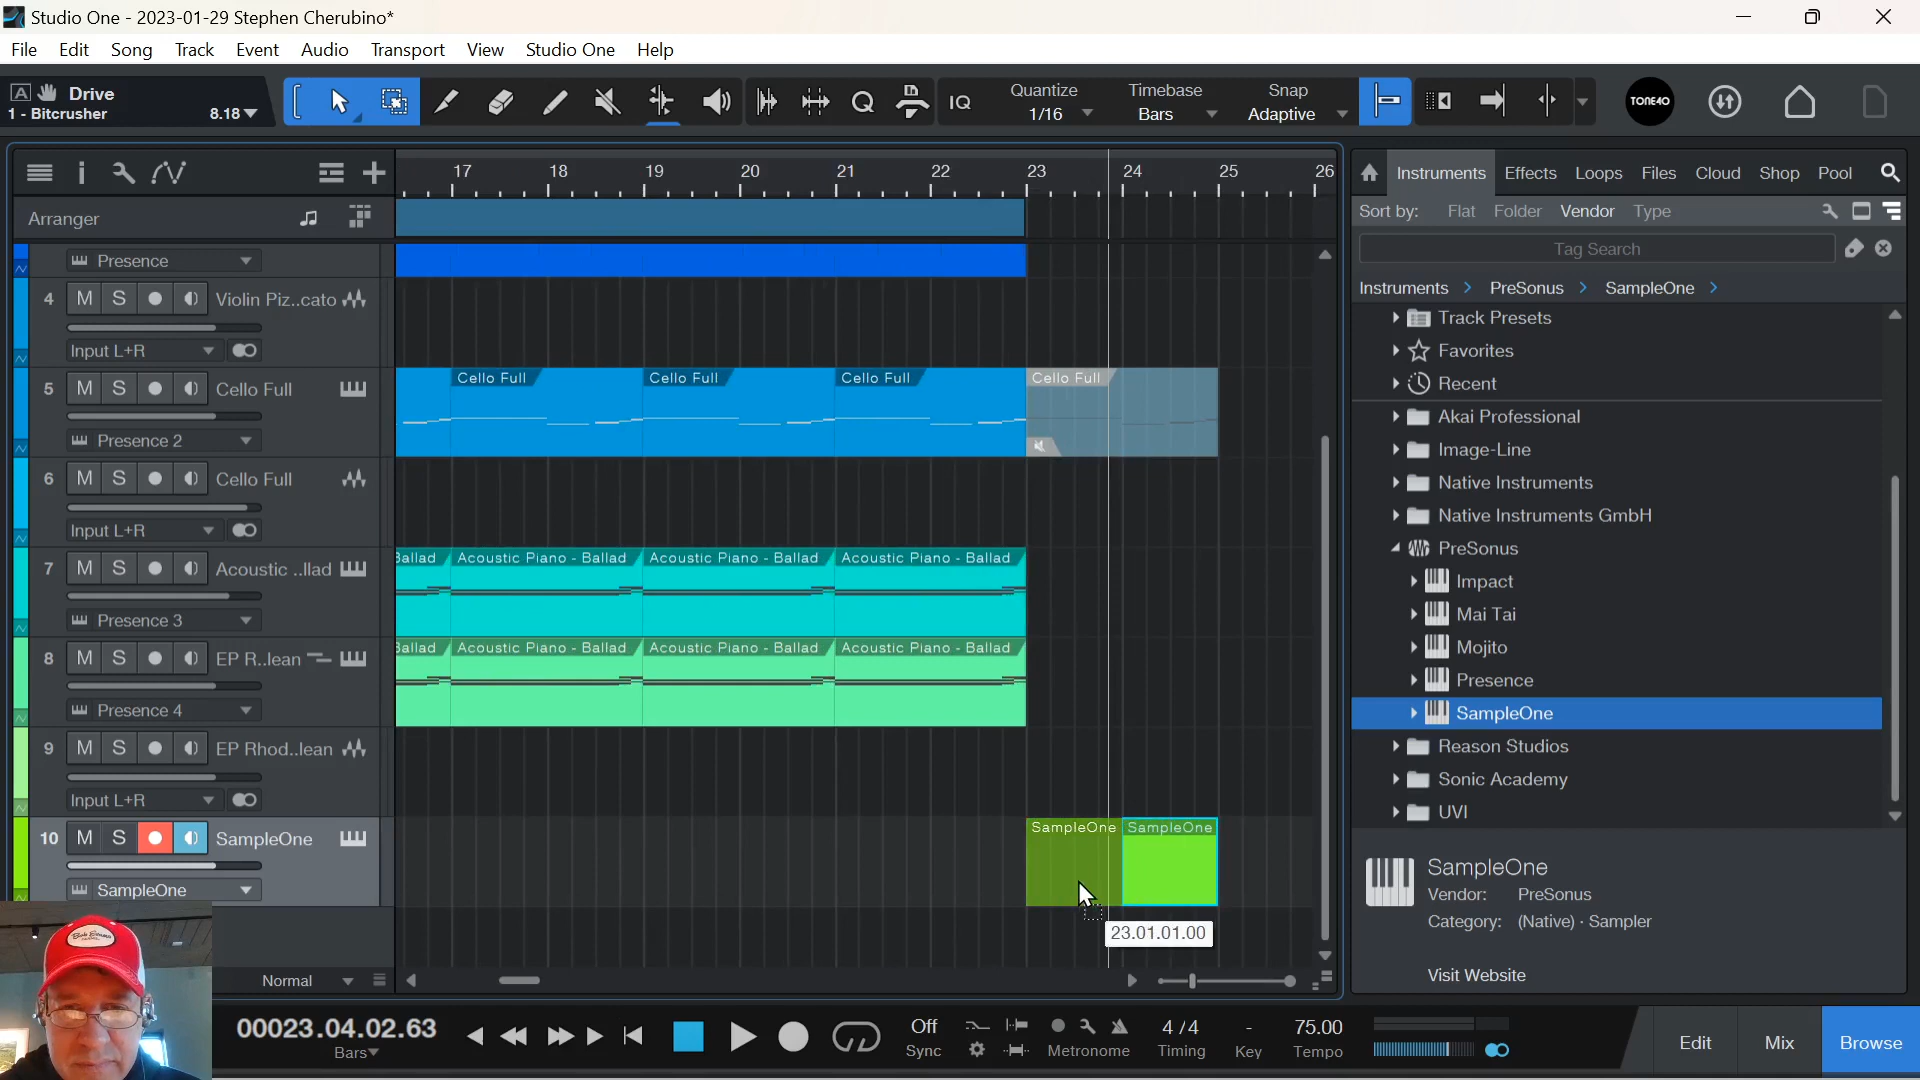 Studio One - 2023-01-29 Stephen Cherubino*
File Edit Song Track Event Audio Transport View Studio One Help
A Drive
1 - Bitcrusher 8.18
IQ
Quantize
1/16
Timebase
Bars
Snap
Adaptive
TONE40
17 18 19 20 21 22 23 24 25 26
Arranger
Presence
4 M S Violin Piz..cato
Input L+R
5 M S Cello Full
Presence 2
Cello Full Cello Full Cello Full Cello Full
6 M S Cello Full
Input L+R
7 M S Acoustic ..llad
Presence 3
Ballad Acoustic Piano - Ballad Acoustic Piano - Ballad Acoustic Piano - Ballad
8 M S EP R..lean
Presence 4
Ballad Acoustic Piano - Ballad Acoustic Piano - Ballad Acoustic Piano - Ballad
9 M S EP Rhod..lean
Input L+R
10 M S SampleOne
SampleOne
SampleOne SampleOne
23.01.01.00
Normal
Instruments Effects Loops Files Cloud Shop Pool
Sort by: Flat Folder Vendor Type
Tag Search
Instruments > PreSonus > SampleOne >
Track Presets
Favorites
Recent
Akai Professional
Image-Line
Native Instruments
Native Instruments GmbH
PreSonus
Impact
Mai Tai
Mojito
Presence
SampleOne
Reason Studios
Sonic Academy
UVI
SampleOne
Vendor: PreSonus
Category: (Native) · Sampler
Visit Website
00023.04.02.63
Bars
Off
Sync
Metronome
4 / 4
Timing
-
Key
75.00
Tempo
Edit Mix Browse